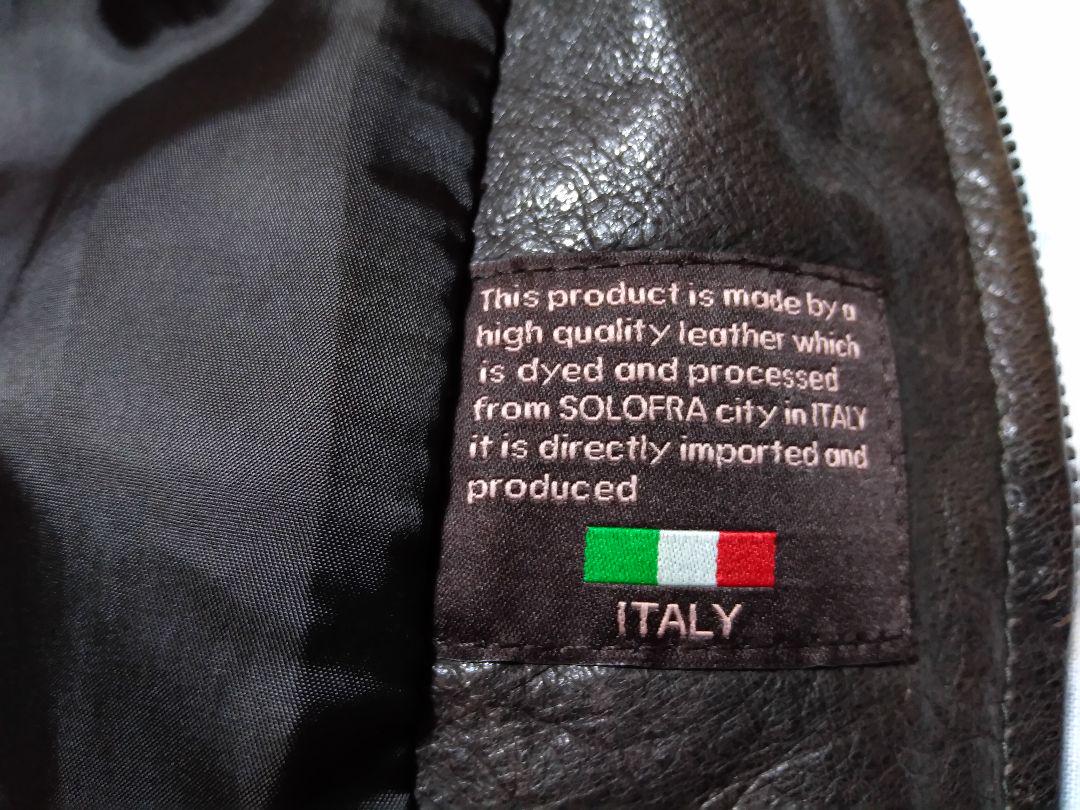 This product is made by a
high quality leather which
is dyed and processed
from SOLOFRA city in ITALY
it is directly imported and
produced
ITALY